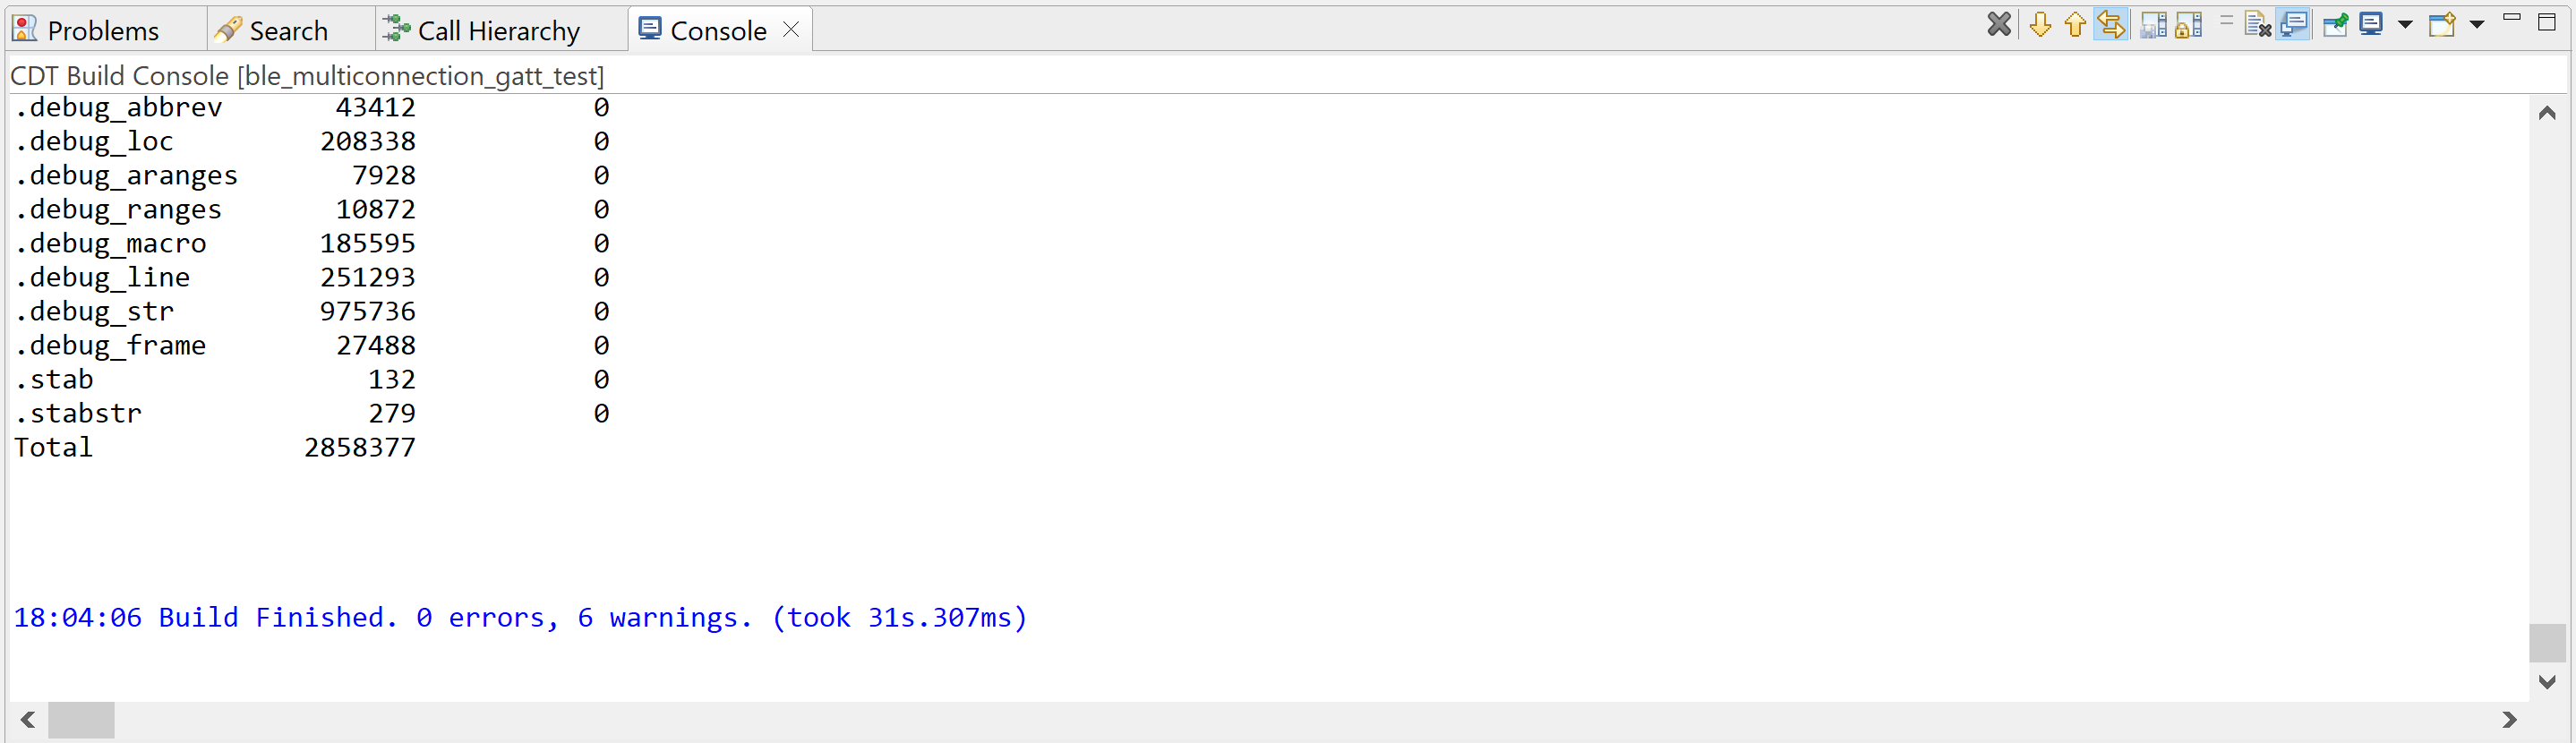 Problems Search Call Hierarchy Console
CDT Build Console [ble_multiconnection_gatt_test]
.debug_abbrev 43412 0
.debug_loc 208338 0
.debug_aranges 7928 0
.debug_ranges 10872 0
.debug_macro 185595 0
.debug_line 251293 0
.debug_str 975736 0
.debug_frame 27488 0
.stab 132 0
.stabstr 279 0
Total 2858377
18:04:06 Build Finished. 0 errors, 6 warnings. (took 31s.307ms)